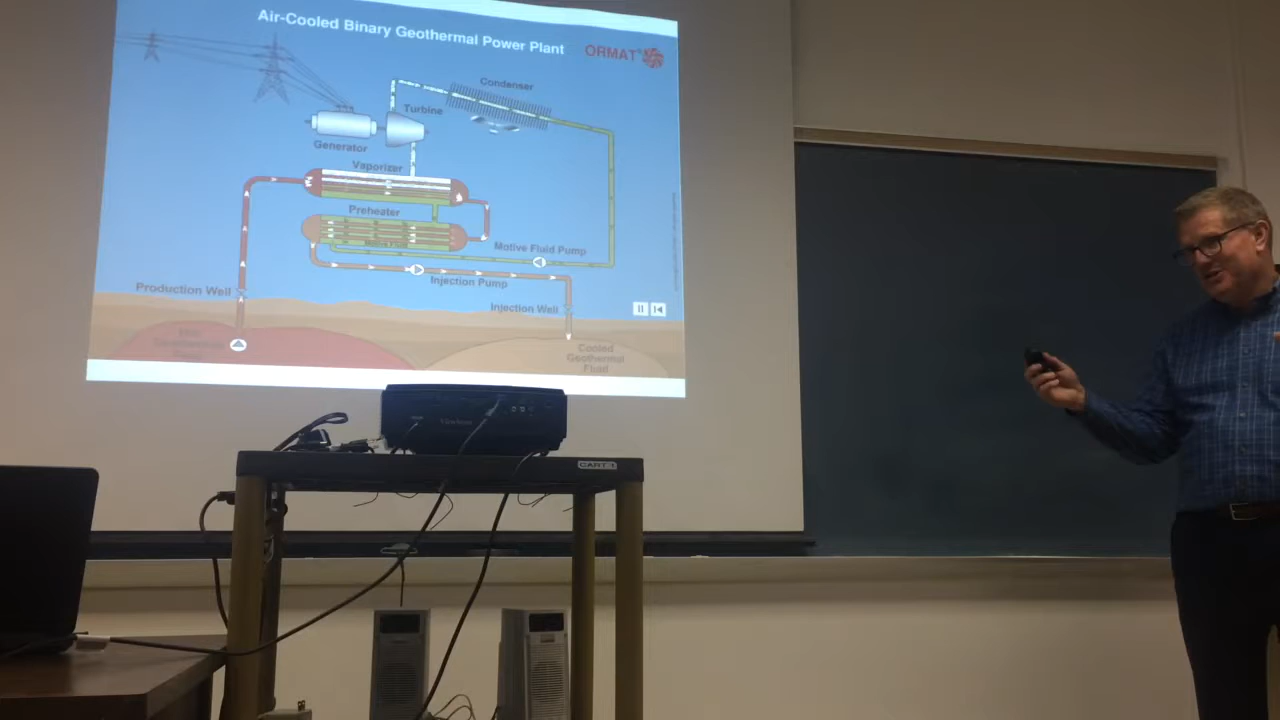 Air-Cooled Binary Geothermal Power Plant
ORMAT
Condenser
Turbine
Generator
Vaporizer
Preheater
Motive Fluid Pump
Injection Pump
Production Well
Injection Well
Cooled
Geothermal
Fluid
ViewSonic
CART 1